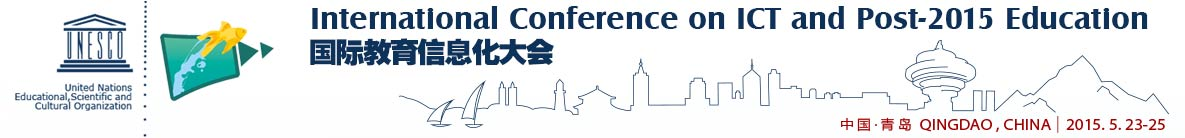 UNESCO
United Nations
Educational,Scientific and
Cultural Organization
International Conference on ICT and Post-2015 Education
国际教育信息化大会
中国·青岛 QINGDAO , CHINA | 2015. 5. 23-25